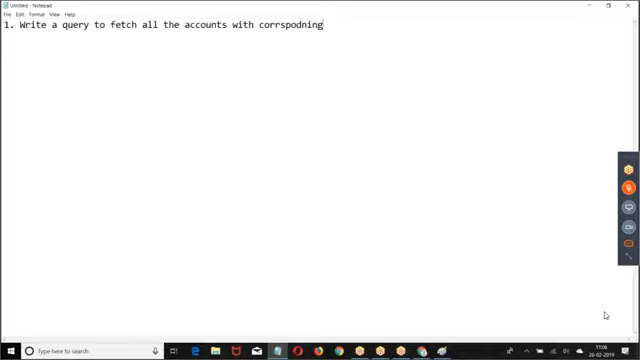 Untitled - Notepad
File Edit Format View Help
1. Write a query to fetch all the accounts with corrspodning
Type here to search
11:06
26-02-2019